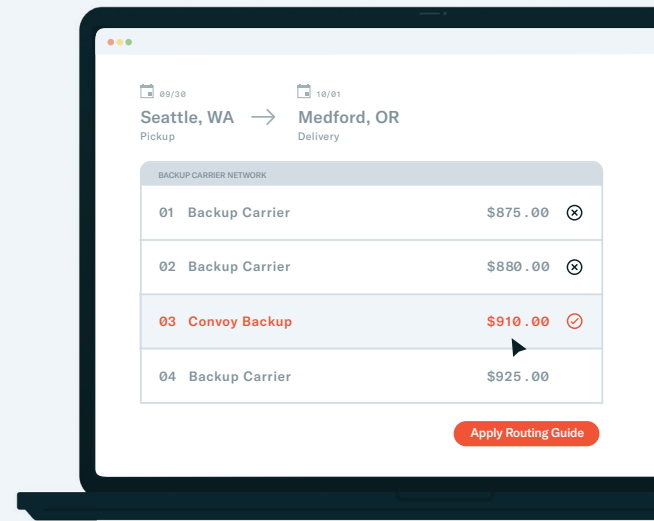 09/30
10/01
Seattle, WA
Medford, OR
Pickup
Delivery
BACKUP CARRIER NETWORK
01 Backup Carrier $875.00
02 Backup Carrier $880.00
03 Convoy Backup $910.00
04 Backup Carrier $925.00
Apply Routing Guide